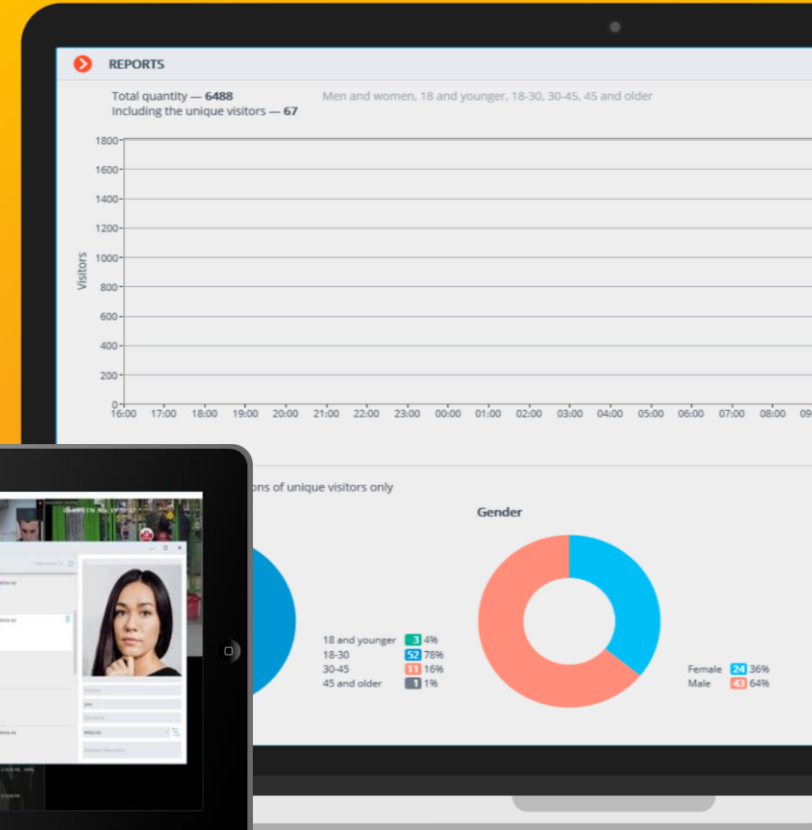 REPORTS
Total quantity — 6488
Including the unique visitors — 67
Men and women, 18 and younger, 18-30, 30-45, 45 and older
Visitors
1800
1600
1400
1200
1000
800
600
400
200
0
16:00 17:00 18:00 19:00 20:00 21:00 22:00 23:00 00:00 01:00 02:00 03:00 04:00 05:00 06:00 07:00 08:00 09
ons of unique visitors only
Gender
18 and younger 3 4%
18-30 52 78%
30-45 11 16%
45 and older 1 1%
Female 24 36%
Male 43 64%